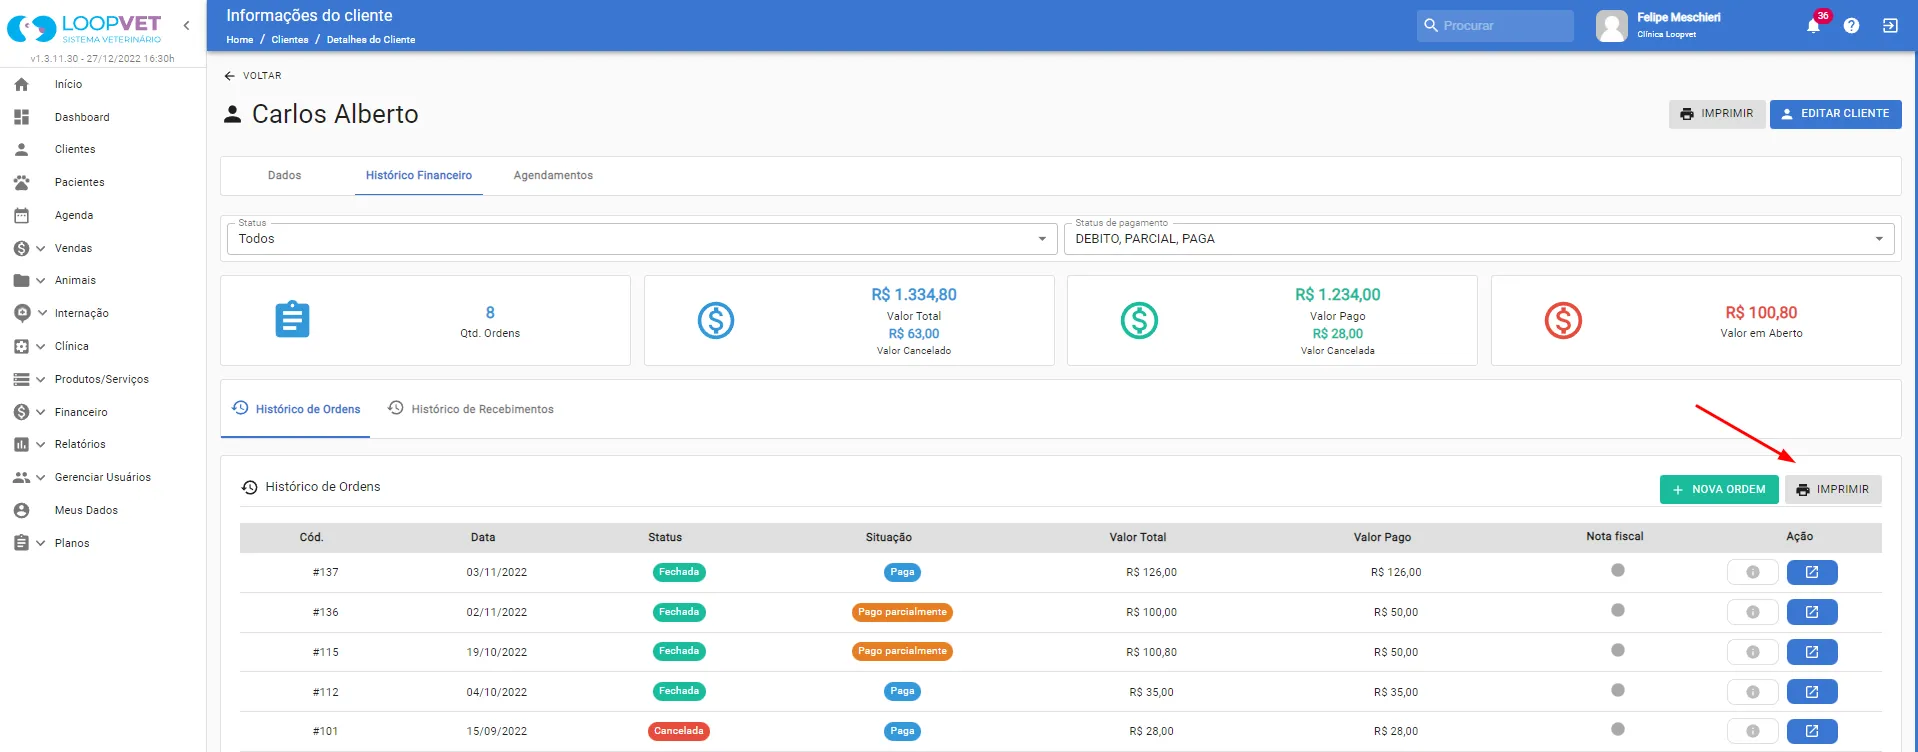 LOOPVET
SISTEMA VETERINÁRIO
v1.3.11.30 - 27/12/2022 16:30h
Início
Dashboard
Clientes
Pacientes
Agenda
Vendas
Animais
Internação
Clínica
Produtos/Serviços
Financeiro
Relatórios
Gerenciar Usuários
Meus Dados
Planos
Informações do cliente
Home / Clientes / Detalhes do Cliente
Procurar
Felipe Meschieri
Clínica Loopvet
36
VOLTAR
Carlos Alberto
IMPRIMIR
EDITAR CLIENTE
Dados Histórico Financeiro Agendamentos
Status
Todos
Status de pagamento
DEBITO, PARCIAL, PAGA
8
Qtd. Ordens
R$ 1.334,80
Valor Total
R$ 63,00
Valor Cancelado
R$ 1.234,00
Valor Pago
R$ 28,00
Valor Cancelada
R$ 100,80
Valor em Aberto
Histórico de Ordens Histórico de Recebimentos
Histórico de Ordens
+ NOVA ORDEM IMPRIMIR
Cód. Data Status Situação Valor Total Valor Pago Nota fiscal Ação
#137 03/11/2022 Fechada Paga R$ 126,00 R$ 126,00
#136 02/11/2022 Fechada Pago parcialmente R$ 100,00 R$ 50,00
#115 19/10/2022 Fechada Pago parcialmente R$ 100,80 R$ 50,00
#112 04/10/2022 Fechada Paga R$ 35,00 R$ 35,00
#101 15/09/2022 Cancelada Paga R$ 28,00 R$ 28,00